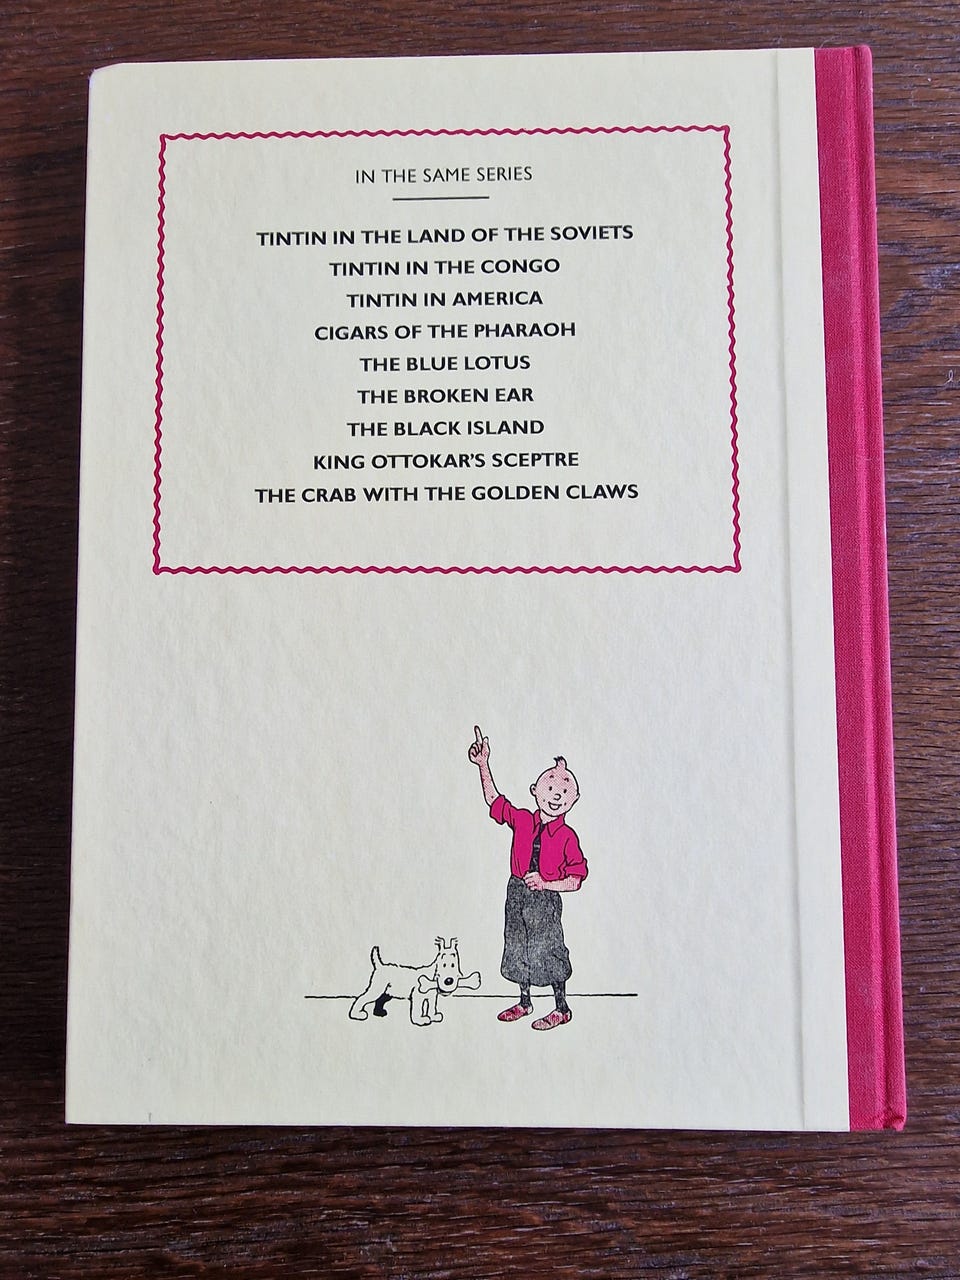 IN THE SAME SERIES
TINTIN IN THE LAND OF THE SOVIETS
TINTIN IN THE CONGO
TINTIN IN AMERICA
CIGARS OF THE PHARAOH
THE BLUE LOTUS
THE BROKEN EAR
THE BLACK ISLAND
KING OTTOKAR'S SCEPTRE
THE CRAB WITH THE GOLDEN CLAWS